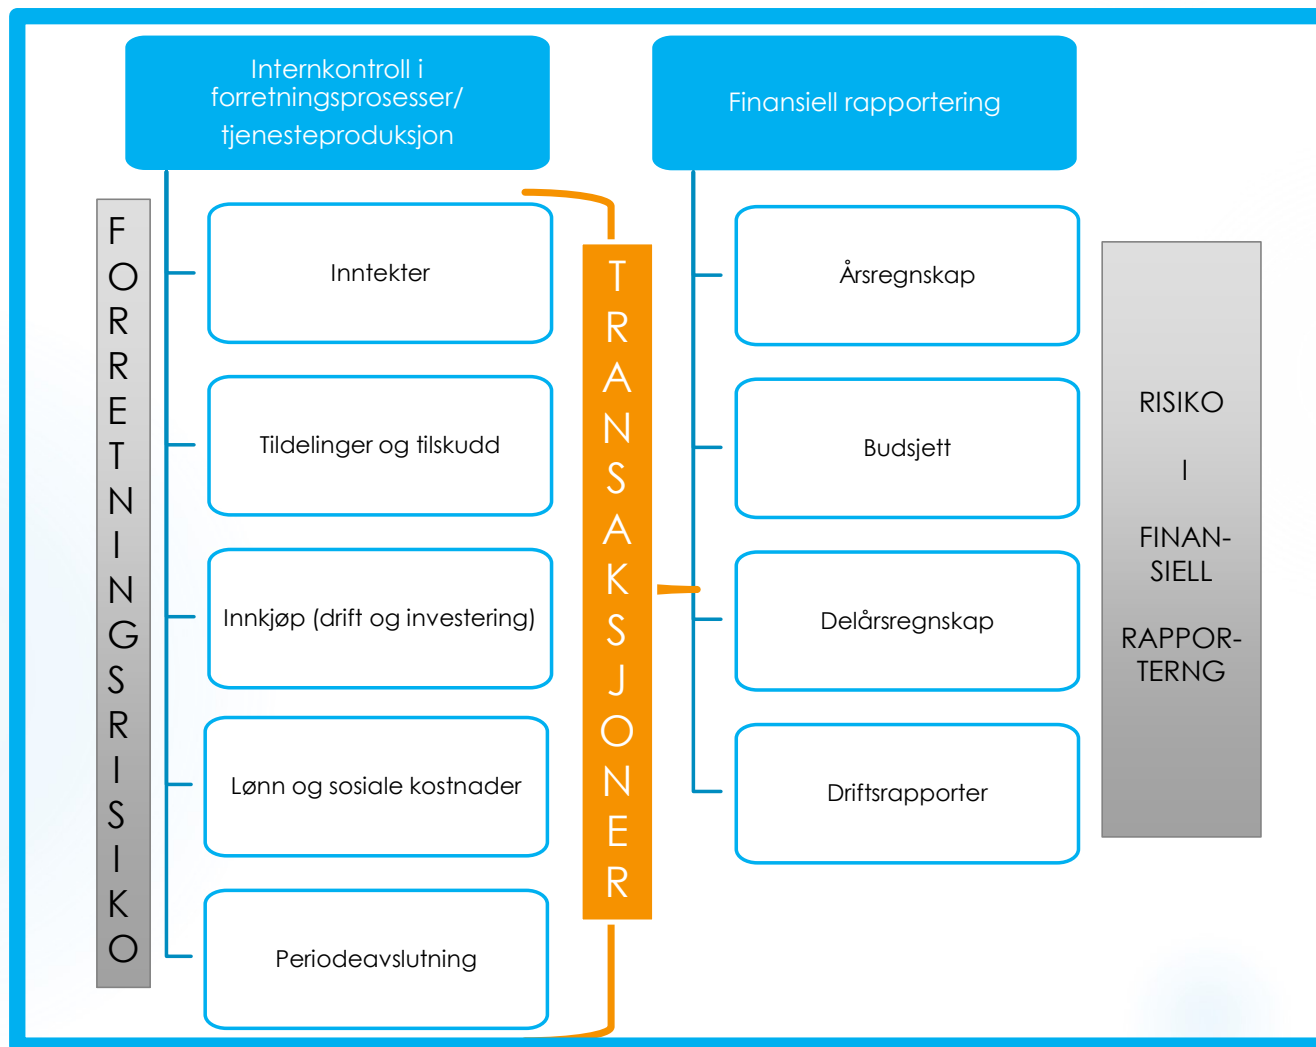 Internkontroll i
forretningsprosesser/
tjenesteproduksjon
Finansiell rapportering
FORRETNINGSRISIKO
Inntekter
Tildelinger og tilskudd
Innkjøp (drift og investering)
Lønn og sosiale kostnader
Periodeavslutning
TRANSAKSJONER
Årsregnskap
Budsjett
Delårsregnskap
Driftsrapporter
RISIKO
I
FINAN-
SIELL
RAPPOR-
TERNG